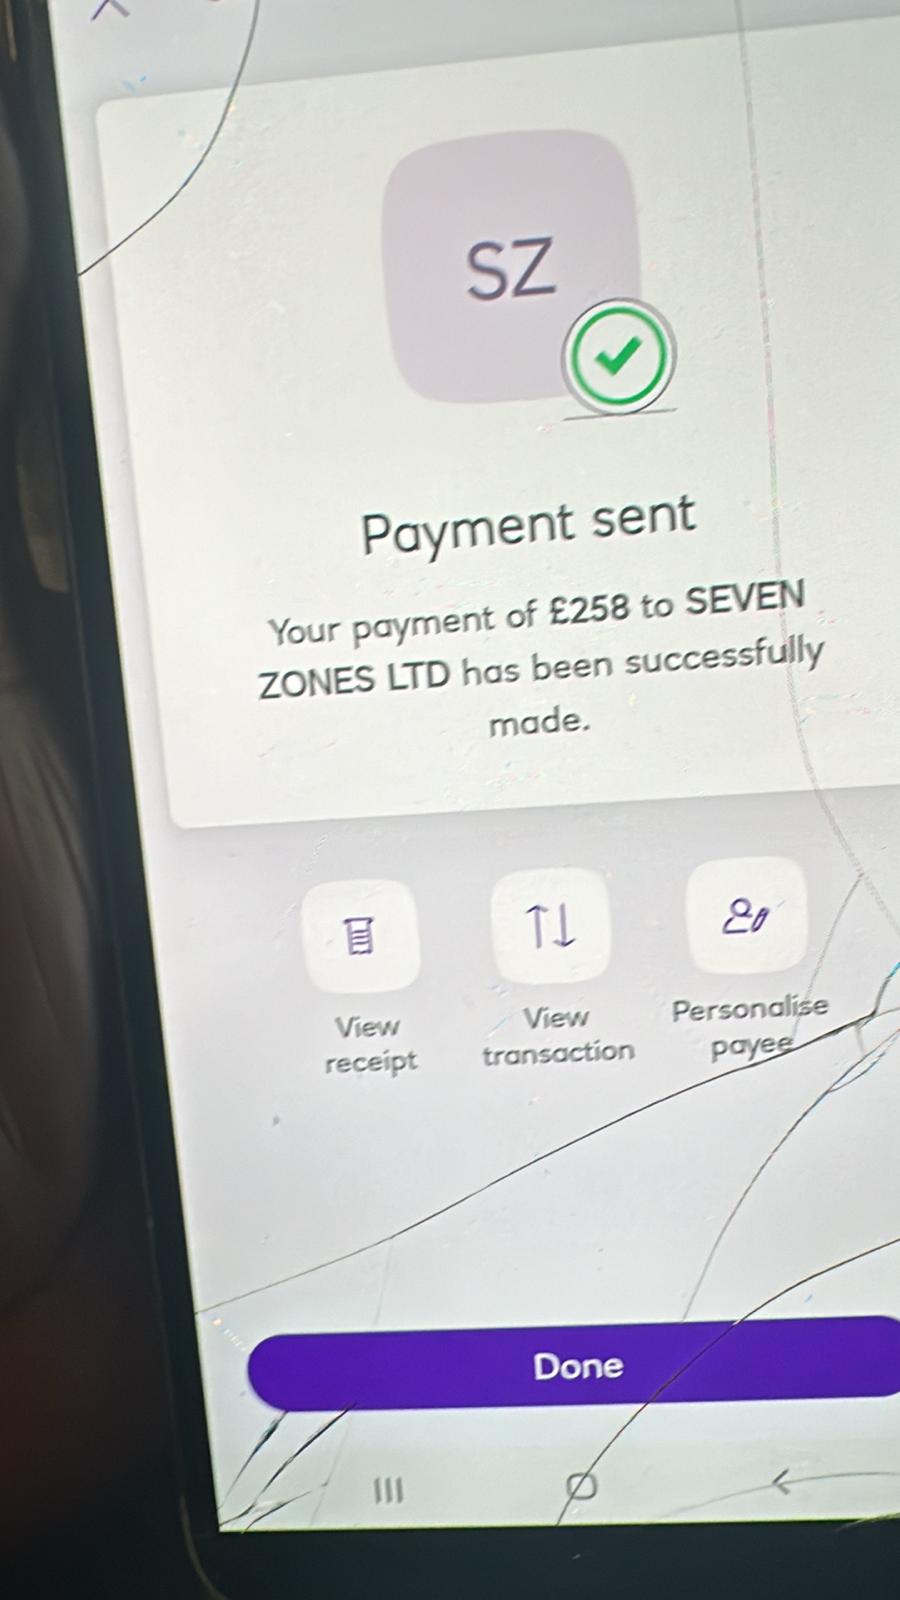 SZ
Payment sent
Your payment of £258 to SEVEN
ZONES LTD has been successfully
made.
View
receipt
View
transaction
Personalise
payee
Done